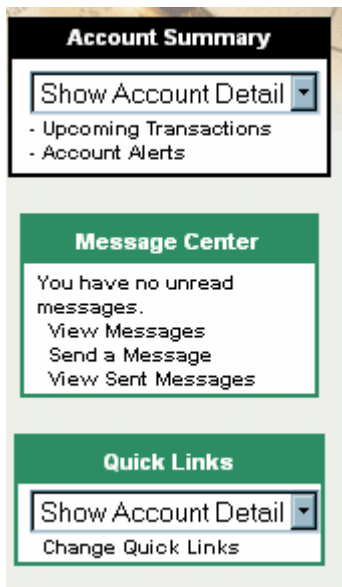 Account Summary
Show Account Detail
- Upcoming Transactions
- Account Alerts
Message Center
You have no unread
messages.
View Messages
Send a Message
View Sent Messages
Quick Links
Show Account Detail
Change Quick Links